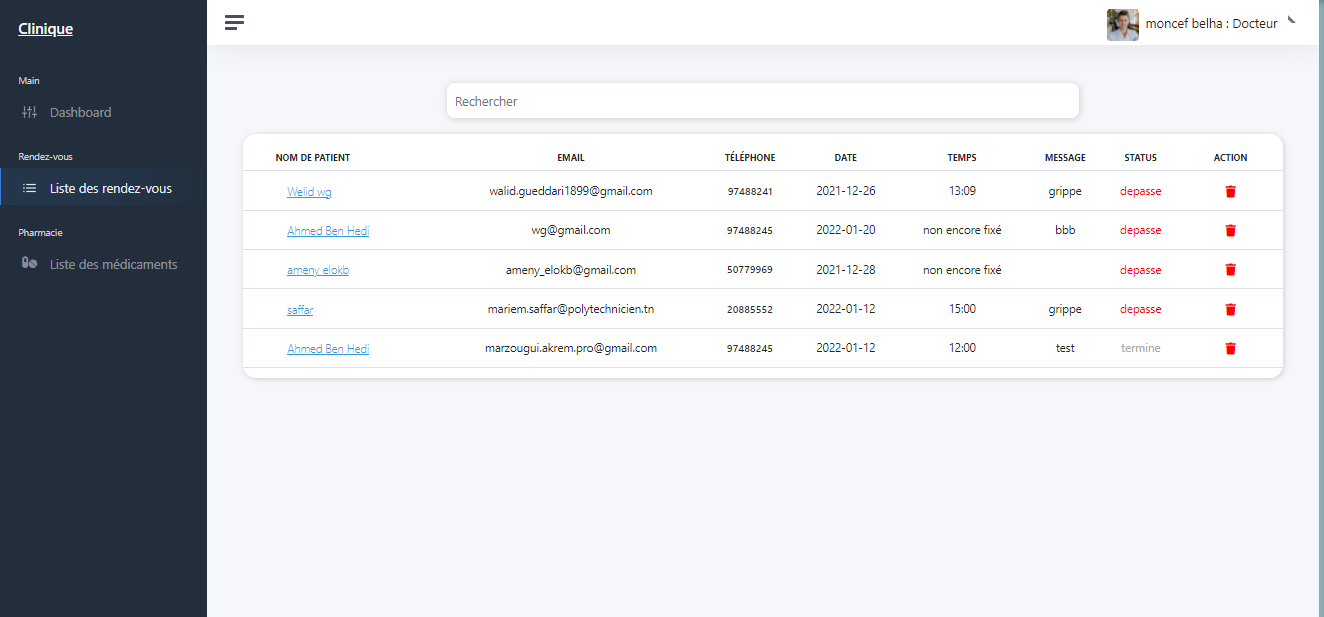 Clinique
moncef belha : Docteur
Main
Dashboard
Rendez-vous
Liste des rendez-vous
Pharmacie
Liste des médicaments
Rechercher
NOM DE PATIENT EMAIL TÉLÉPHONE DATE TEMPS MESSAGE STATUS ACTION
Welid wg walid.gueddari1899@gmail.com 97488241 2021-12-26 13:09 grippe depasse
Ahmed Ben Hedi wg@gmail.com 97488245 2022-01-20 non encore fixé bbb depasse
ameny elokb ameny_elokb@gmail.com 50779969 2021-12-28 non encore fixé depasse
saffar mariem.saffar@polytechnicien.tn 20885552 2022-01-12 15:00 grippe depasse
Ahmed Ben Hedi marzougui.akrem.pro@gmail.com 97488245 2022-01-12 12:00 test termine